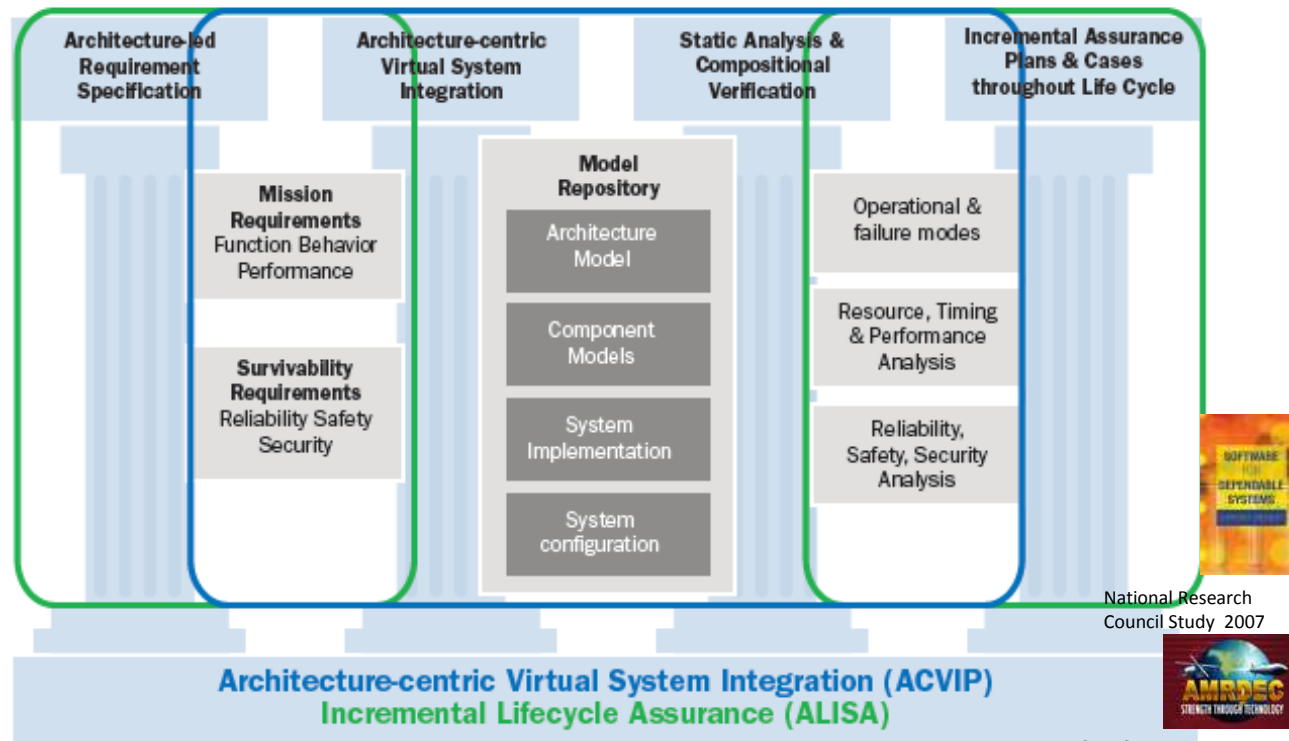 Architecture-led
Requirement
Specification
Architecture-centric
Virtual System
Integration
Static Analysis &
Compositional
Verification
Incremental Assurance
Plans & Cases
throughout Life Cycle
Mission
Requirements
Function Behavior
Performance
Survivability
Requirements
Reliability Safety
Security
Model
Repository
Architecture
Model
Component
Models
System
Implementation
System
configuration
Operational &
failure modes
Resource, Timing
& Performance
Analysis
Reliability,
Safety, Security
Analysis
SOFTWARE
FOR
DEPENDABLE
SYSTEMS
National Research
Council Study 2007
AMRDEC
STRENGTH THROUGH TECHNOLOGY
Architecture-centric Virtual System Integration (ACVIP)
Incremental Lifecycle Assurance (ALISA)